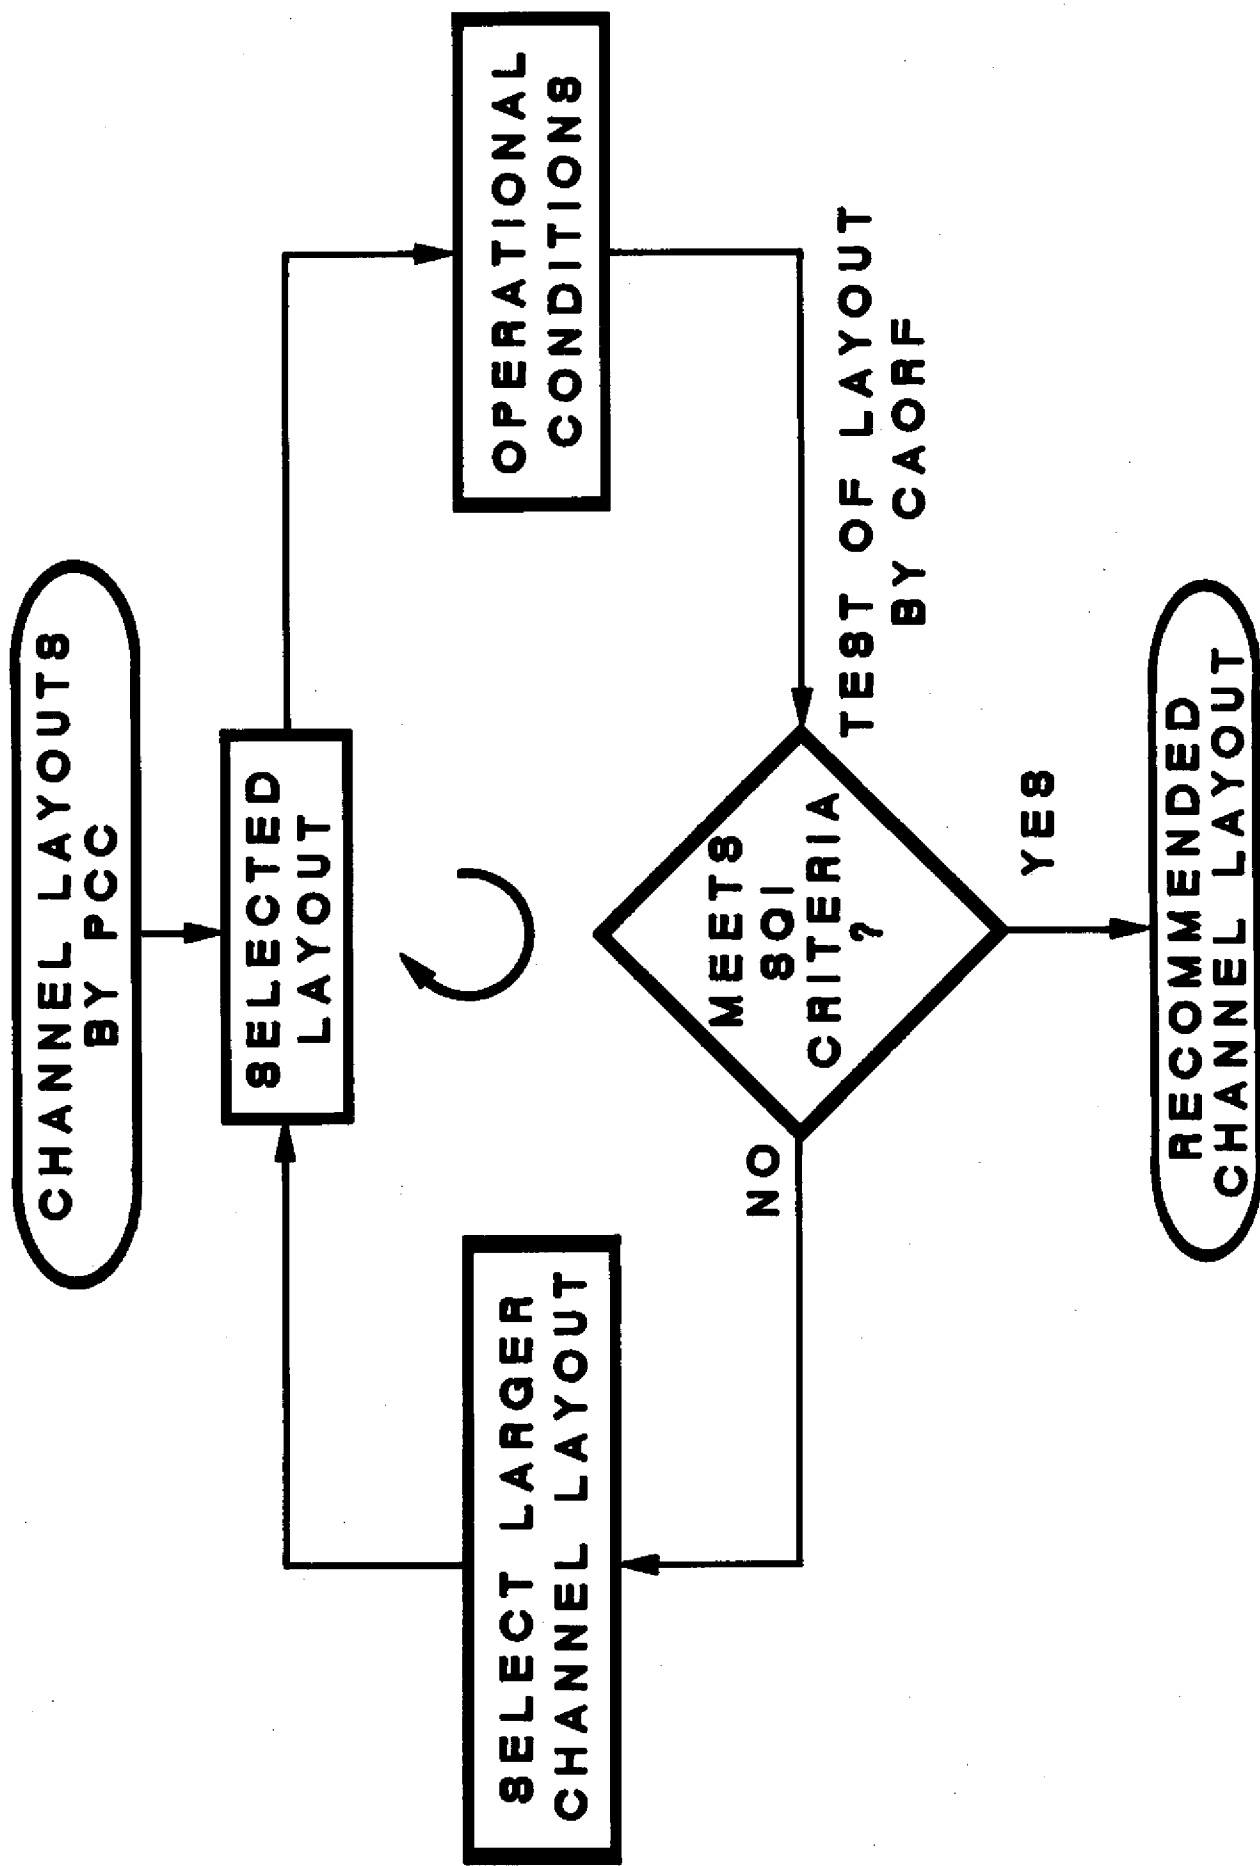 CHANNEL LAYOUTS
BY PCC
SELECTED
LAYOUT
OPERATIONAL
CONDITIONS
TEST OF LAYOUT
BY CAORF
MEETS
SQI
CRITERIA
?
NO
SELECT LARGER
CHANNEL LAYOUT
YES
RECOMMENDED
CHANNEL LAYOUT